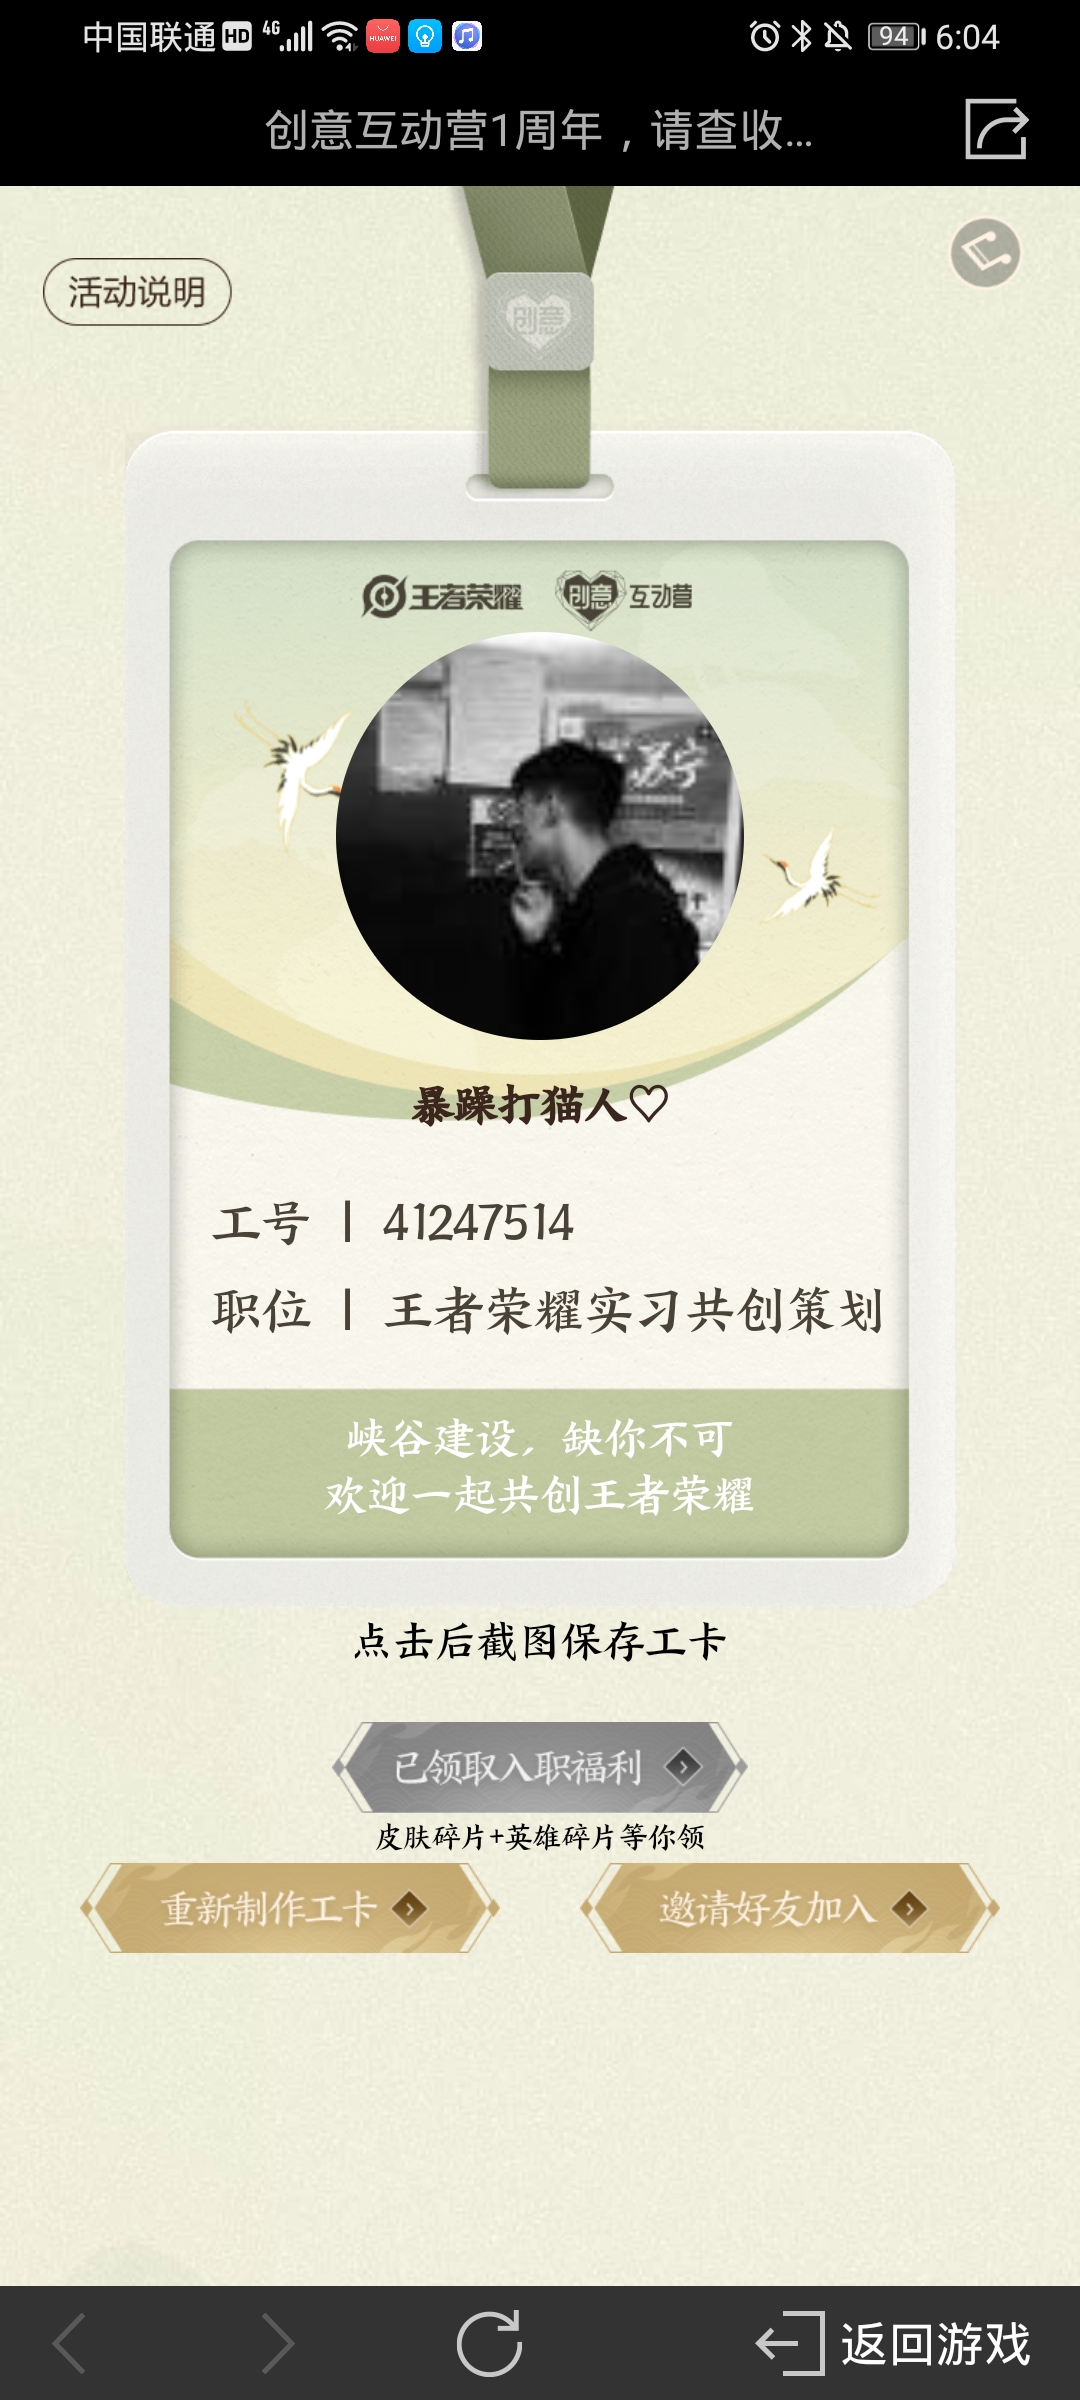 中国联通 HD 4G HUAWEI 94 6:04
创意互动营1周年，请查收...
活动说明
创意
王者荣耀 创意互动营
苏宁
暴躁打猫人♡
工号 | 41247514
职位 | 王者荣耀实习共创策划
峡谷建设，缺你不可
欢迎一起共创王者荣耀
点击后截图保存工卡
已领取入职福利
皮肤碎片+英雄碎片等你领
重新制作工卡
邀请好友加入
返回游戏